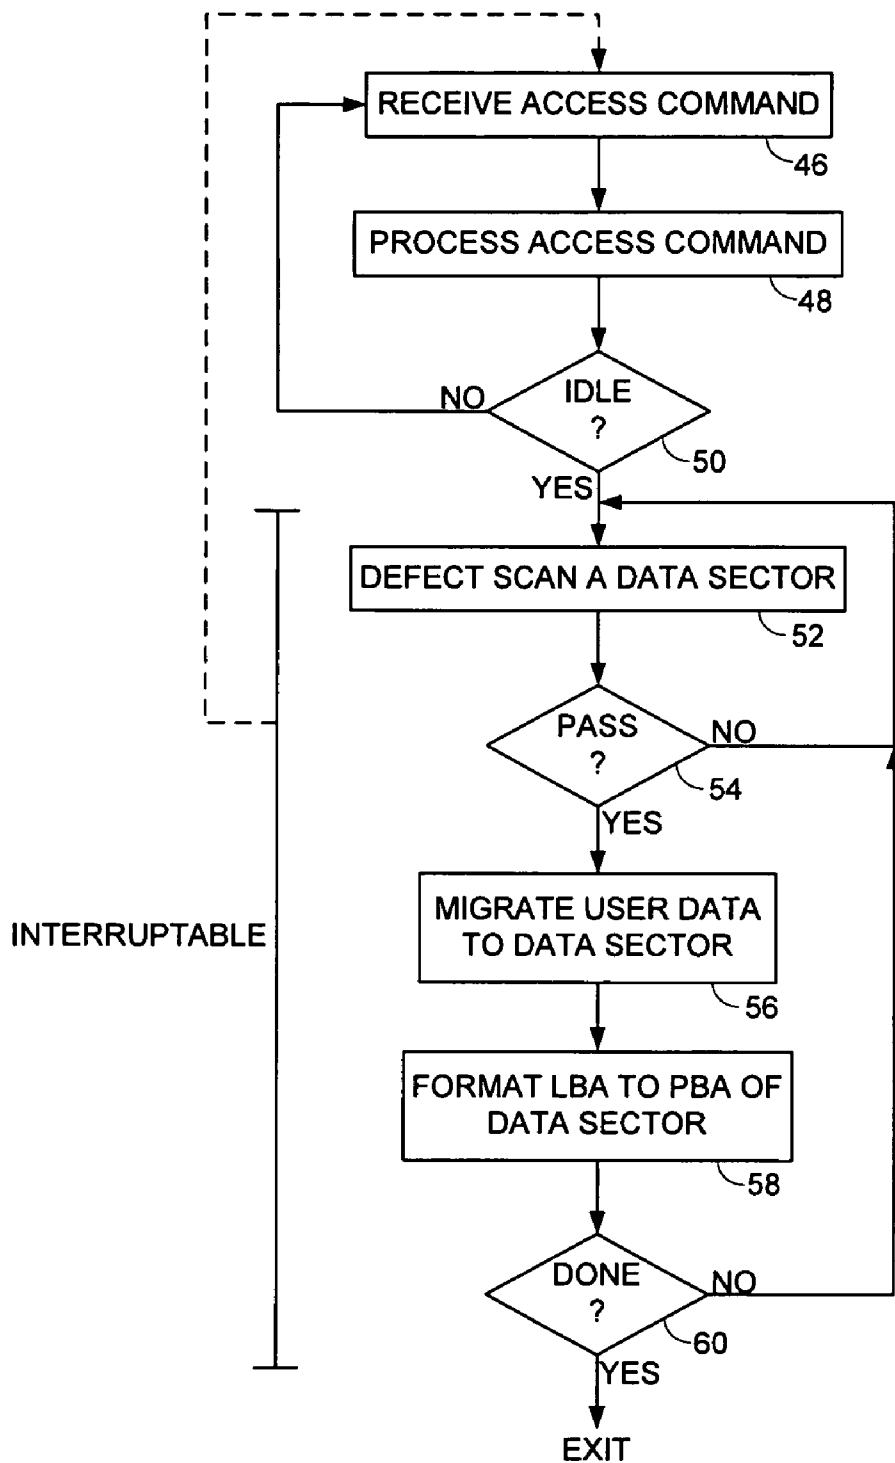 RECEIVE ACCESS COMMAND
46
PROCESS ACCESS COMMAND
48
IDLE
?
NO
50
YES
DEFECT SCAN A DATA SECTOR
52
PASS
?
NO
54
YES
MIGRATE USER DATA
TO DATA SECTOR
56
INTERRUPTABLE
FORMAT LBA TO PBA OF
DATA SECTOR
58
DONE
?
NO
60
YES
EXIT